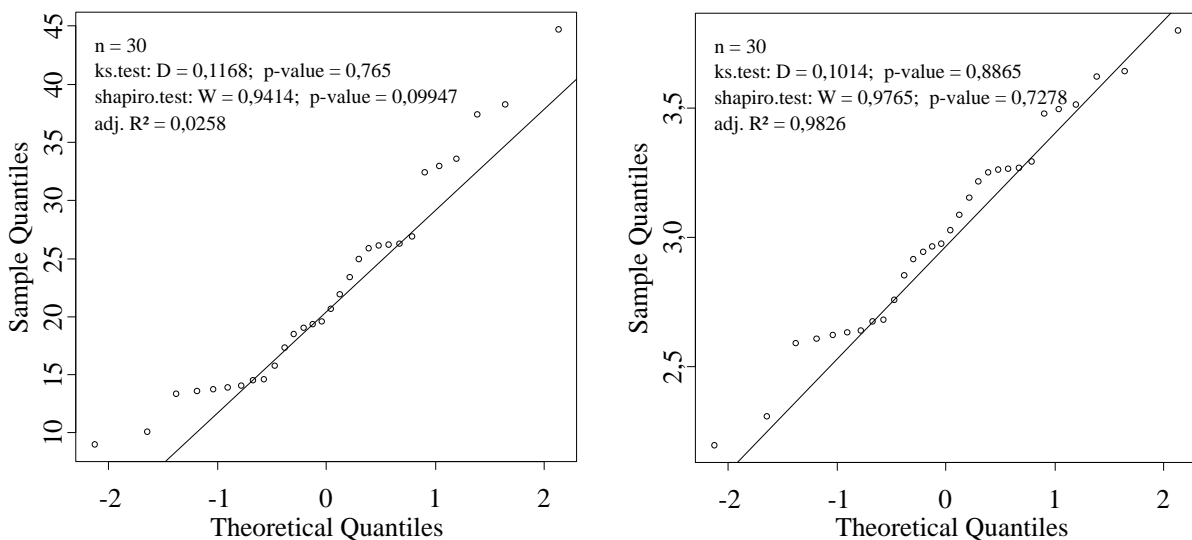 n = 30
ks.test: D = 0,1168; p-value = 0,765
shapiro.test: W = 0,9414; p-value = 0,09947
adj. R² = 0,0258
Sample Quantiles
45
40
35
30
25
20
15
10
-2 -1 0 1 2
Theoretical Quantiles
n = 30
ks.test: D = 0,1014; p-value = 0,8865
shapiro.test: W = 0,9765; p-value = 0,7278
adj. R² = 0,9826
Sample Quantiles
3,5
3,0
2,5
-2 -1 0 1 2
Theoretical Quantiles